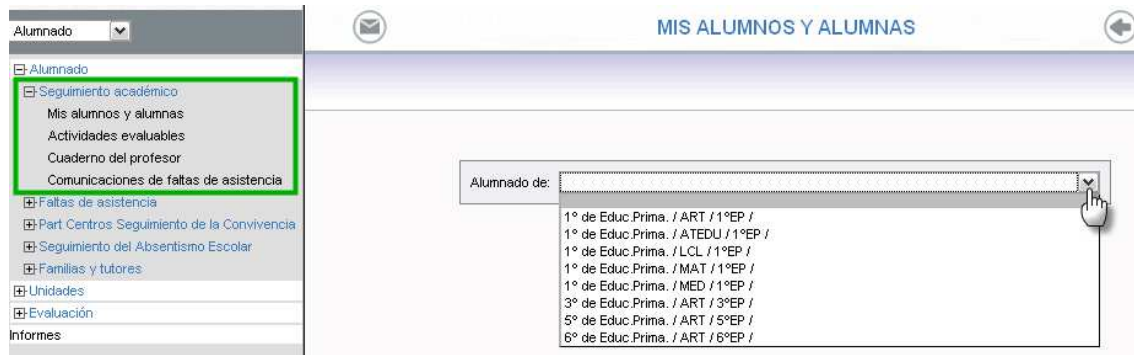 Alumnado
MIS ALUMNOS Y ALUMNAS
Alumnado
Seguimiento académico
Mis alumnos y alumnas
Actividades evaluables
Cuaderno del profesor
Comunicaciones de faltas de asistencia
Faltas de asistencia
Part Centros Seguimiento de la Convivencia
Seguimiento del Absentismo Escolar
Familias y tutores
Unidades
Evaluación
Informes
Alumnado de:
1º de Educ.Prima. / ART / 1ºEP /
1º de Educ.Prima. / ATEDU / 1ºEP /
1º de Educ.Prima. / LCL / 1ºEP /
1º de Educ.Prima. / MAT / 1ºEP /
1º de Educ.Prima. / MED / 1ºEP /
3º de Educ.Prima. / ART / 3ºEP /
5º de Educ.Prima. / ART / 5ºEP /
6º de Educ.Prima. / ART / 6ºEP /